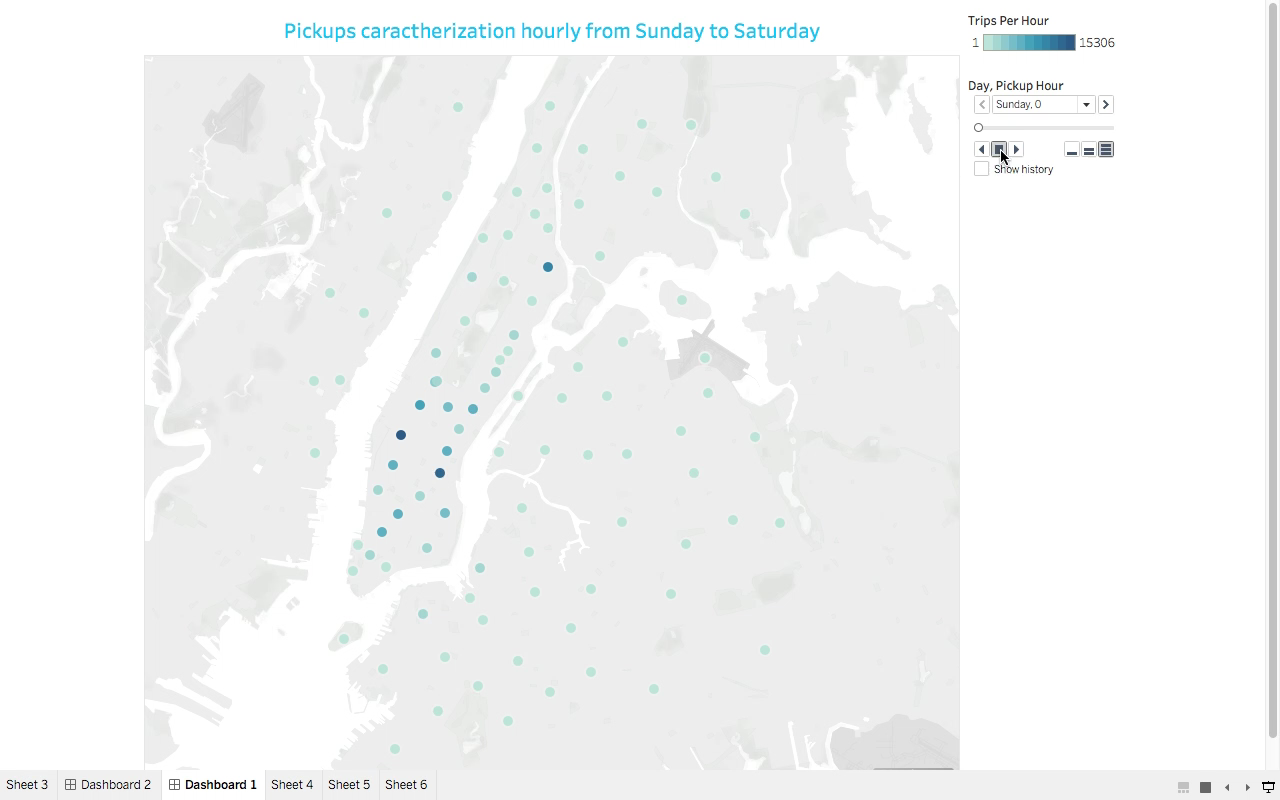 Pickups caractherization hourly from Sunday to Saturday
Trips Per Hour
1 15306
Day, Pickup Hour
Sunday, 0
Show history
Sheet 3 Dashboard 2 Dashboard 1 Sheet 4 Sheet 5 Sheet 6